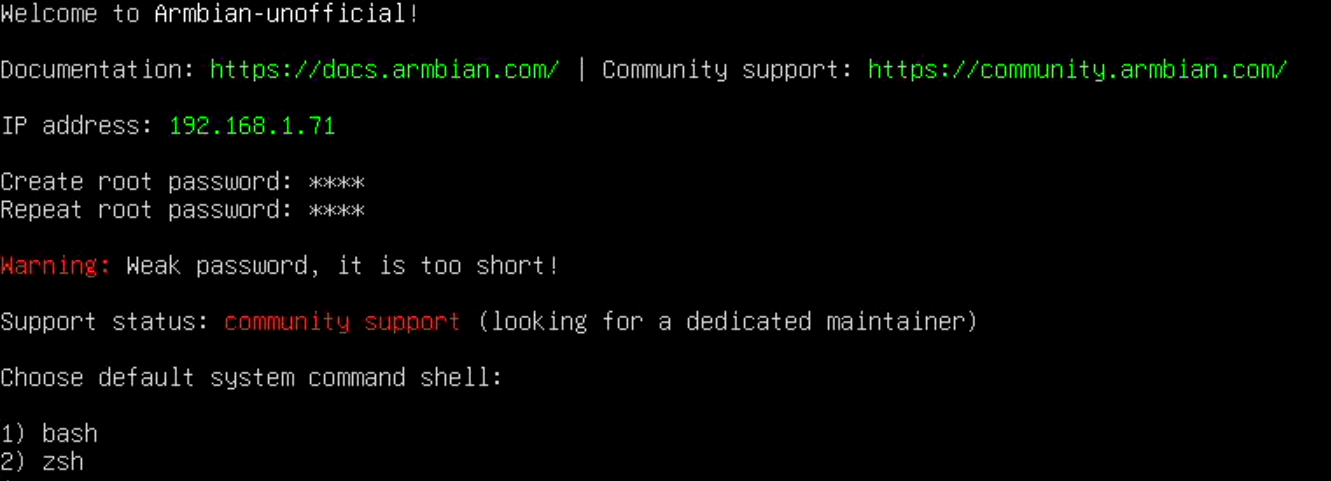 Welcome to Armbian-unofficial!
Documentation: https://docs.armbian.com/ | Community support: https://community.armbian.com/
IP address: 192.168.1.71
Create root password: ****
Repeat root password: ****
Warning: Weak password, it is too short!
Support status: community support (looking for a dedicated maintainer)
Choose default system command shell:
1) bash
2) zsh